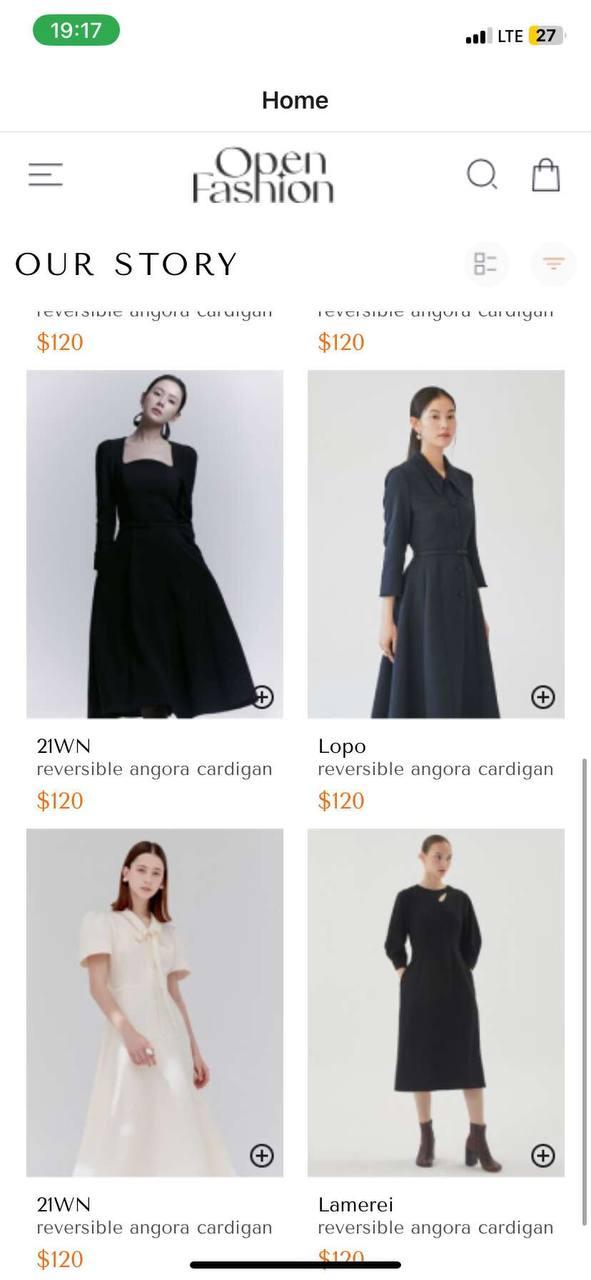 19:17
LTE 27
Home
Open
Fashion
OUR STORY
reversible angora cardigan reversible angora cardigan
$120 $120
21WN Lopo
reversible angora cardigan reversible angora cardigan
$120 $120
21WN Lamerei
reversible angora cardigan reversible angora cardigan
$120 $120